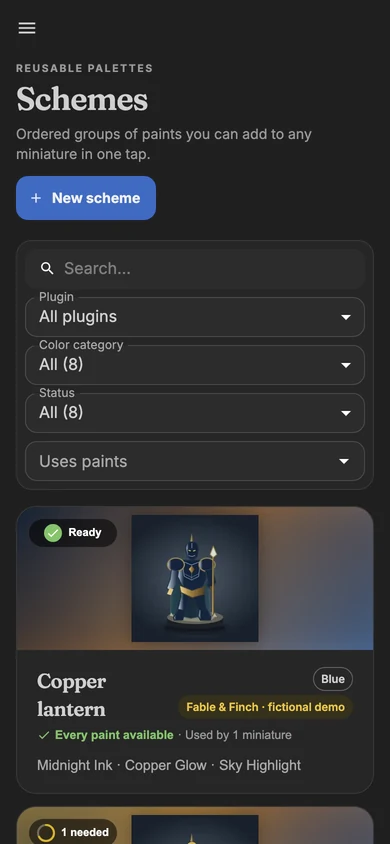 REUSABLE PALETTES
Schemes
Ordered groups of paints you can add to any
miniature in one tap.
+ New scheme
Search...
Plugin
All plugins
Color category
All (8)
Status
All (8)
Uses paints
Ready
Copper
lantern
Blue
Fable & Finch · fictional demo
Every paint available · Used by 1 miniature
Midnight Ink · Copper Glow · Sky Highlight
1 needed